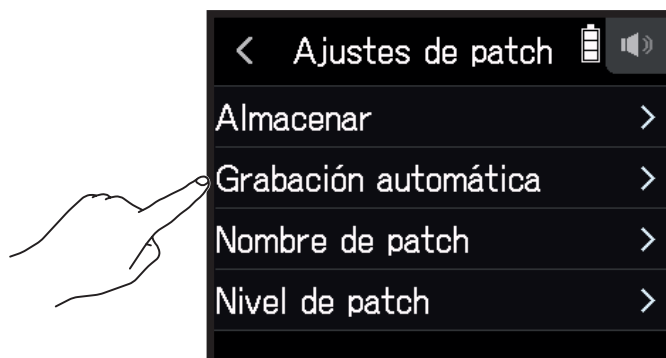 Ajustes de patch
Almacenar
Grabación automática
Nombre de patch
Nivel de patch